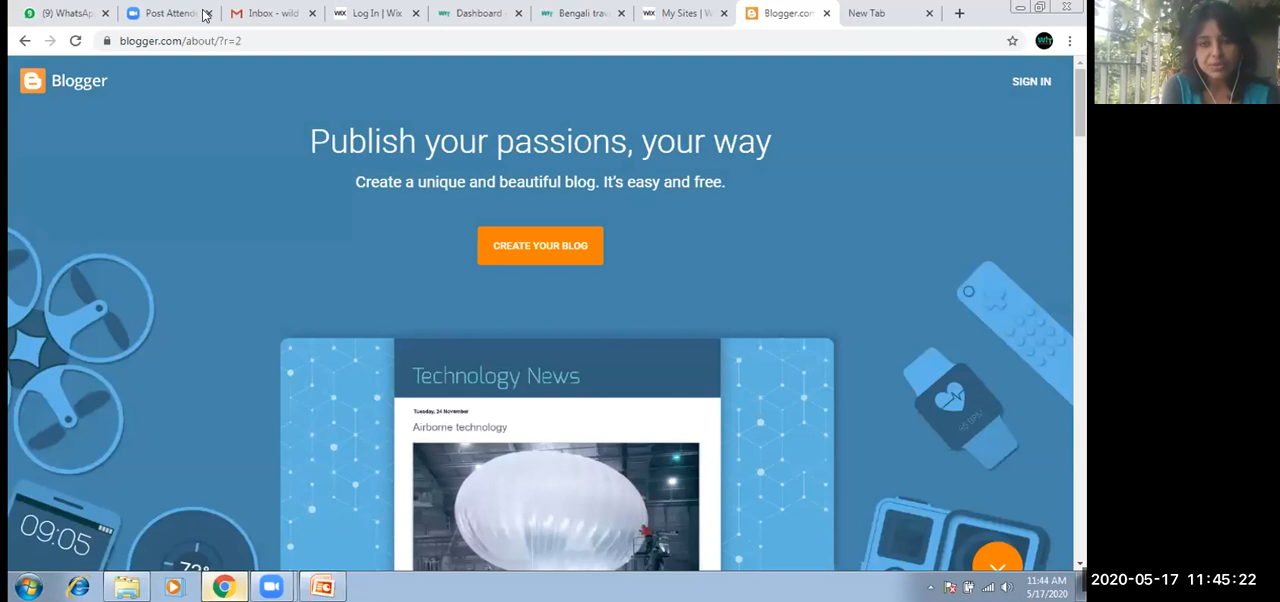 (9) WhatsAp
Post Attende
Inbox - wild
WIX Log In | Wix
Dashboard
Bengali trav
WIX My Sites | W
Blogger.com
New Tab
blogger.com/about/?r=2
Blogger
SIGN IN
Publish your passions, your way
Create a unique and beautiful blog. It's easy and free.
CREATE YOUR BLOG
Technology News
Tuesday, 24 November
Airborne technology
09:05
11:44 AM
5/17/2020
2020-05-17 11:45:22